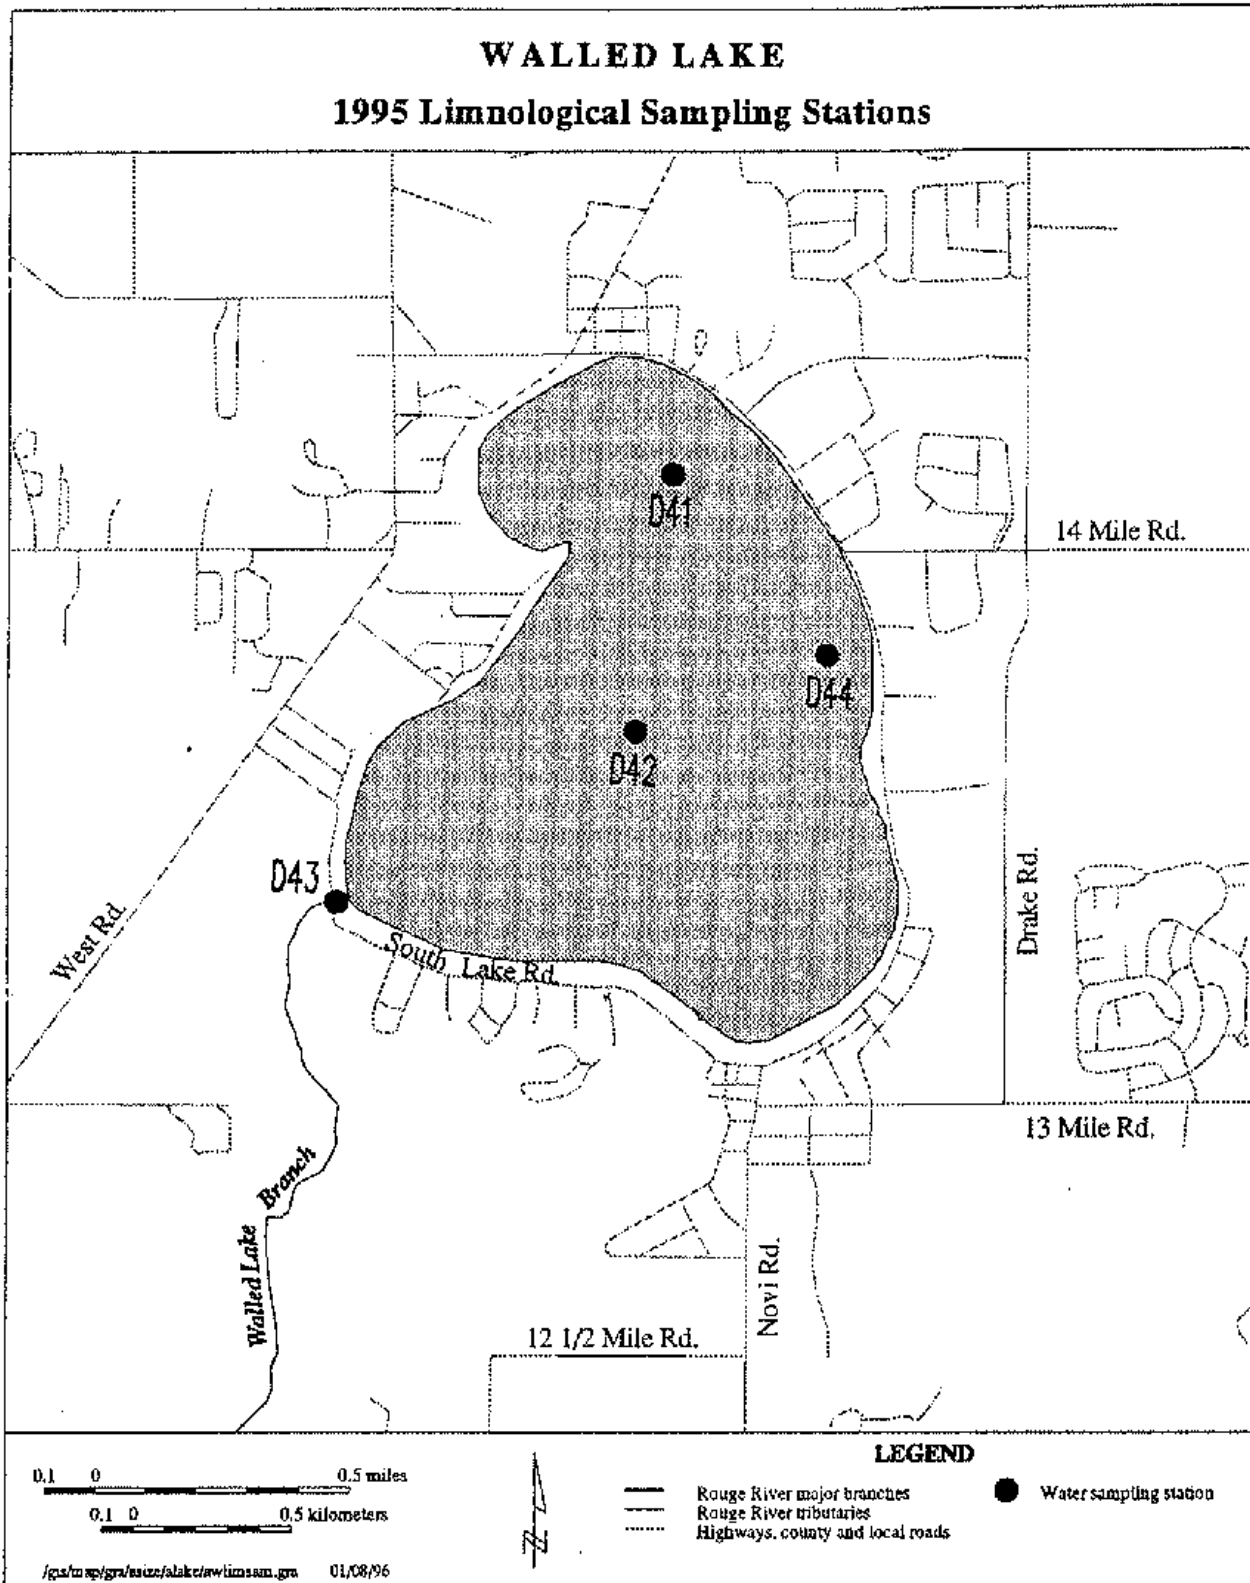 WALLED LAKE
1995 Limnological Sampling Stations
D41
14 Mile Rd.
D44
D42
D43
West Rd.
South Lake Rd.
Drake Rd.
13 Mile Rd.
Walled Lake Branch
Novi Rd.
12 1/2 Mile Rd.
LEGEND
0.1 0 0.5 miles
0.1 0 0.5 kilometers
N
Rouge River major branches
Rouge River tributaries
Highways, county and local roads
Water sampling station
01/08/96